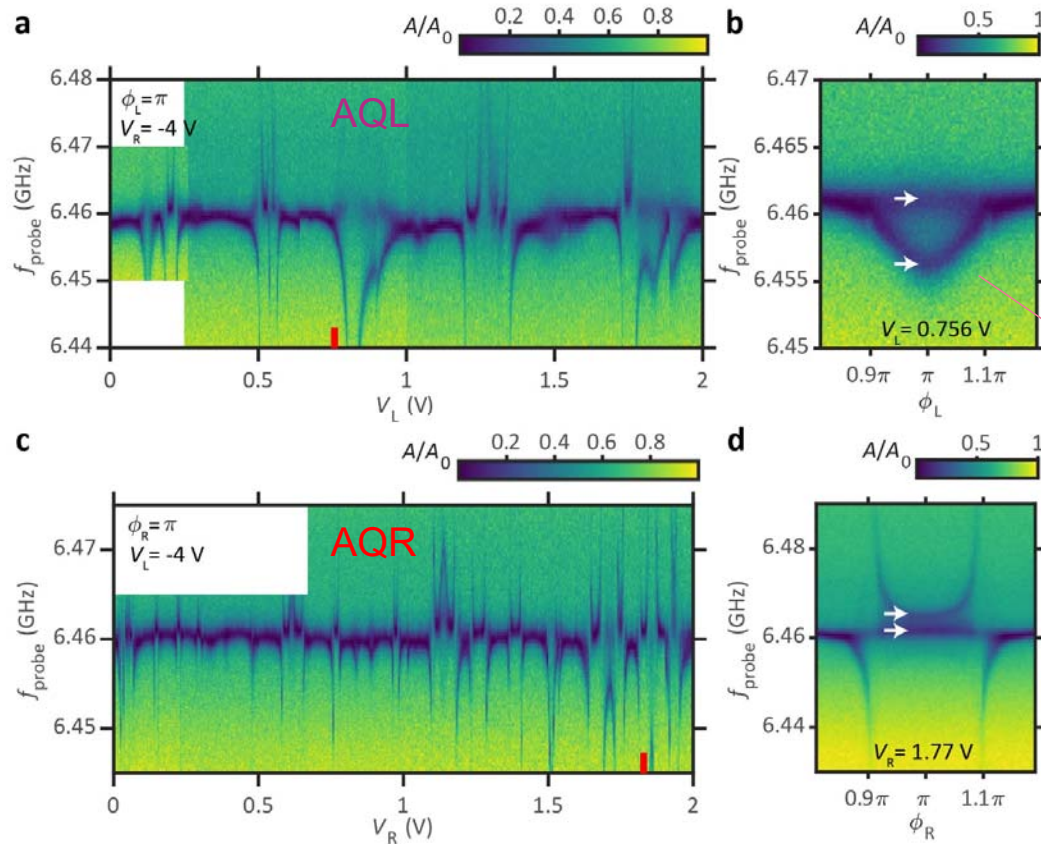 a
A/A0
0.2 0.4 0.6 0.8
b
0.5 1
A/A0
6.48
6.47
6.46
6.45
6.44
fprobe (GHz)
ϕL = π
VR = -4 V
AQL
0 0.5 1 1.5 2
VL (V)
6.47
6.465
6.46
6.455
6.45
fprobe (GHz)
VL = 0.756 V
0.9π π 1.1π
ϕL
c
A/A0
0.2 0.4 0.6 0.8
d
0.5 1
A/A0
6.47
6.46
6.45
fprobe (GHz)
ϕR = π
VL = -4 V
AQR
0 0.5 1 1.5 2
VR (V)
6.48
6.46
6.44
fprobe (GHz)
VR = 1.77 V
0.9π π 1.1π
ϕR